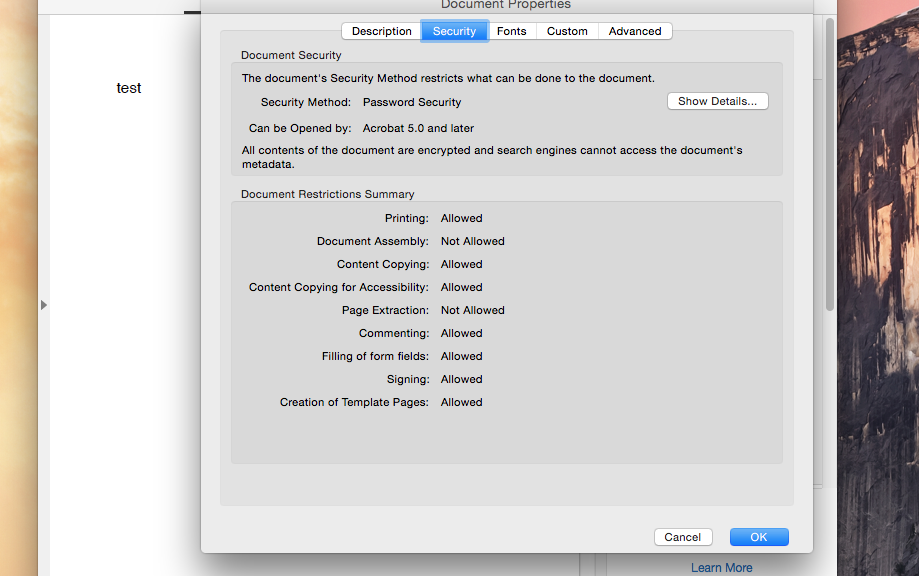 Document Properties
Description Security Fonts Custom Advanced
test
Document Security
The document's Security Method restricts what can be done to the document.
Security Method: Password Security
Show Details...
Can be Opened by: Acrobat 5.0 and later
All contents of the document are encrypted and search engines cannot access the document's
metadata.
Document Restrictions Summary
Printing: Allowed
Document Assembly: Not Allowed
Content Copying: Allowed
Content Copying for Accessibility: Allowed
Page Extraction: Not Allowed
Commenting: Allowed
Filling of form fields: Allowed
Signing: Allowed
Creation of Template Pages: Allowed
Cancel OK
Learn More